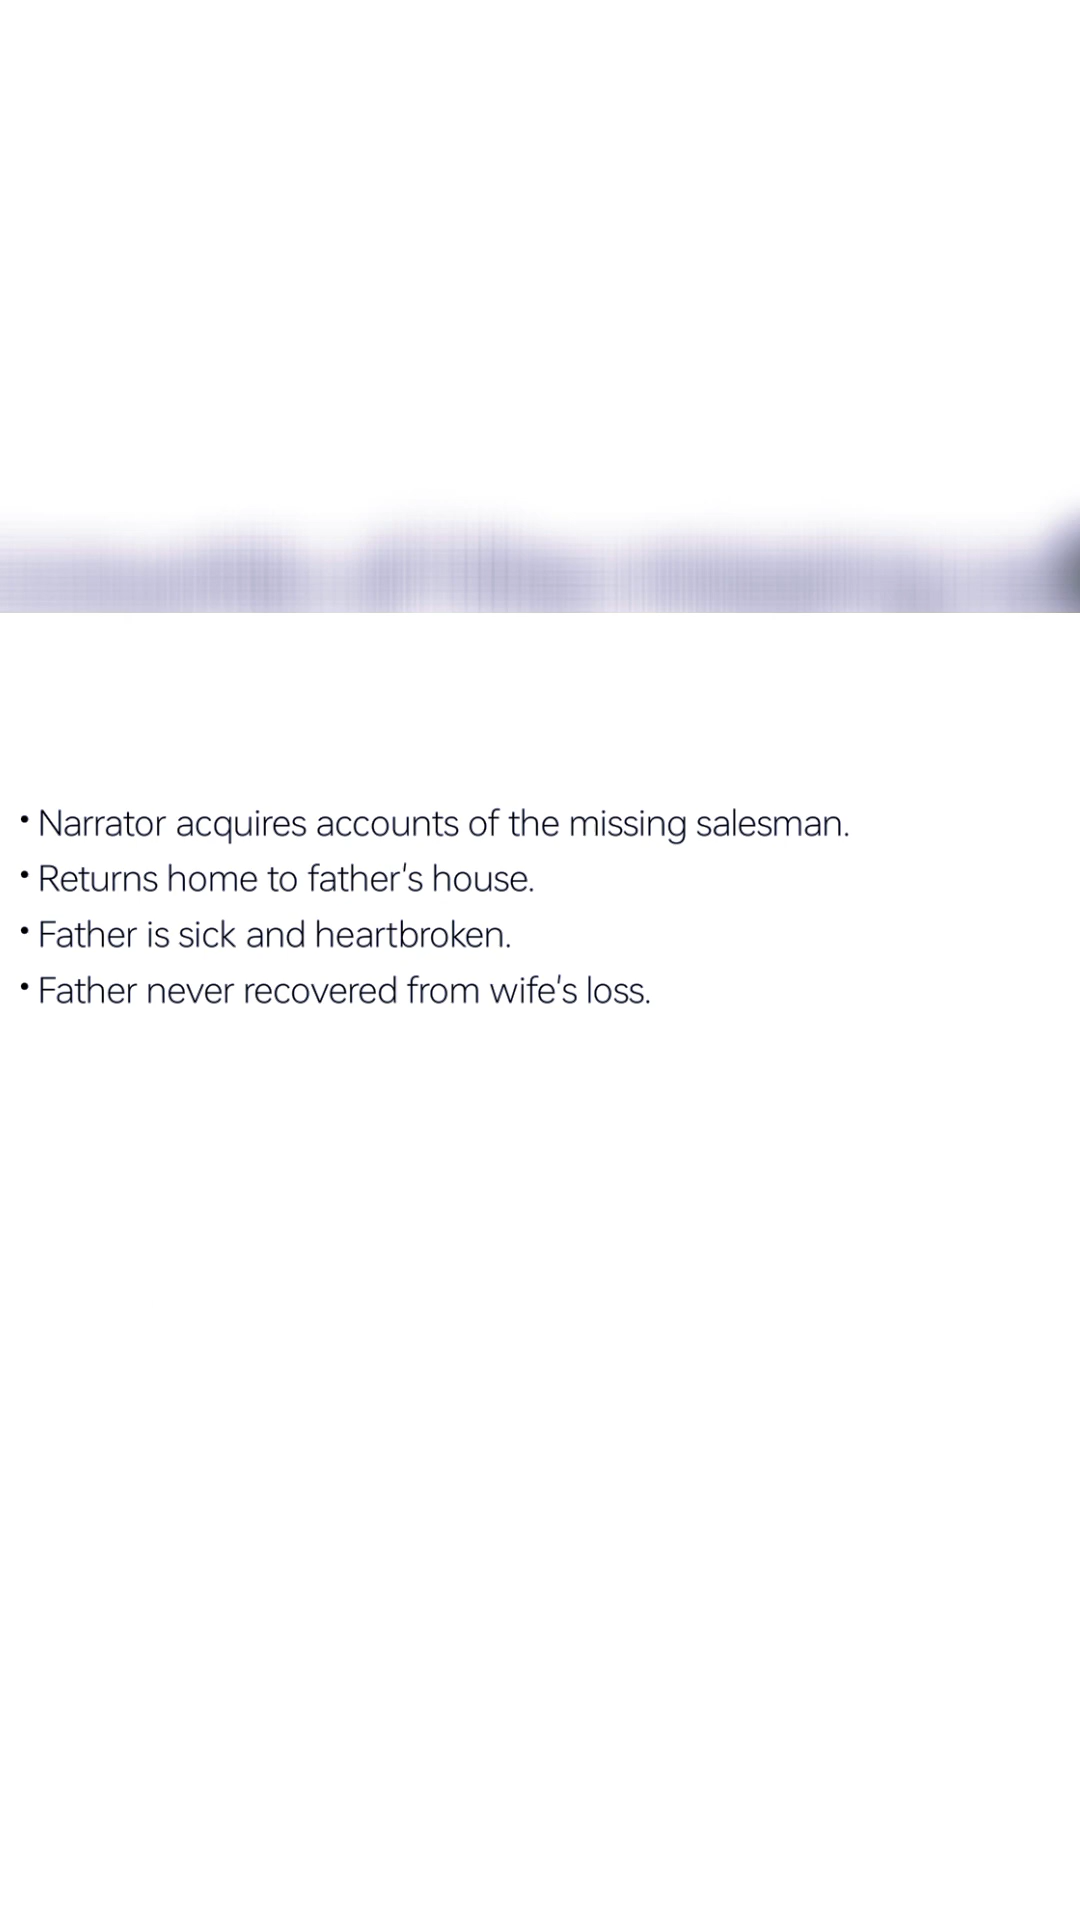 • Narrator acquires accounts of the missing salesman.
• Returns home to father's house.
• Father is sick and heartbroken.
• Father never recovered from wife's loss.